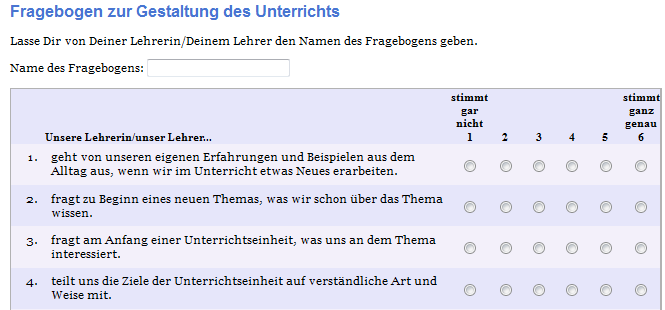 Fragebogen zur Gestaltung des Unterrichts
Lasse Dir von Deiner Lehrerin/Deinem Lehrer den Namen des Fragebogens geben.
Name des Fragebogens:
stimmt gar nicht 1 2 3 4 5 stimmt ganz genau 6
Unsere Lehrerin/unser Lehrer...
1. geht von unseren eigenen Erfahrungen und Beispielen aus dem
Alltag aus, wenn wir im Unterricht etwas Neues erarbeiten.
2. fragt zu Beginn eines neuen Themas, was wir schon über das Thema
wissen.
3. fragt am Anfang einer Unterrichtseinheit, was uns an dem Thema
interessiert.
4. teilt uns die Ziele der Unterrichtseinheit auf verständliche Art und
Weise mit.